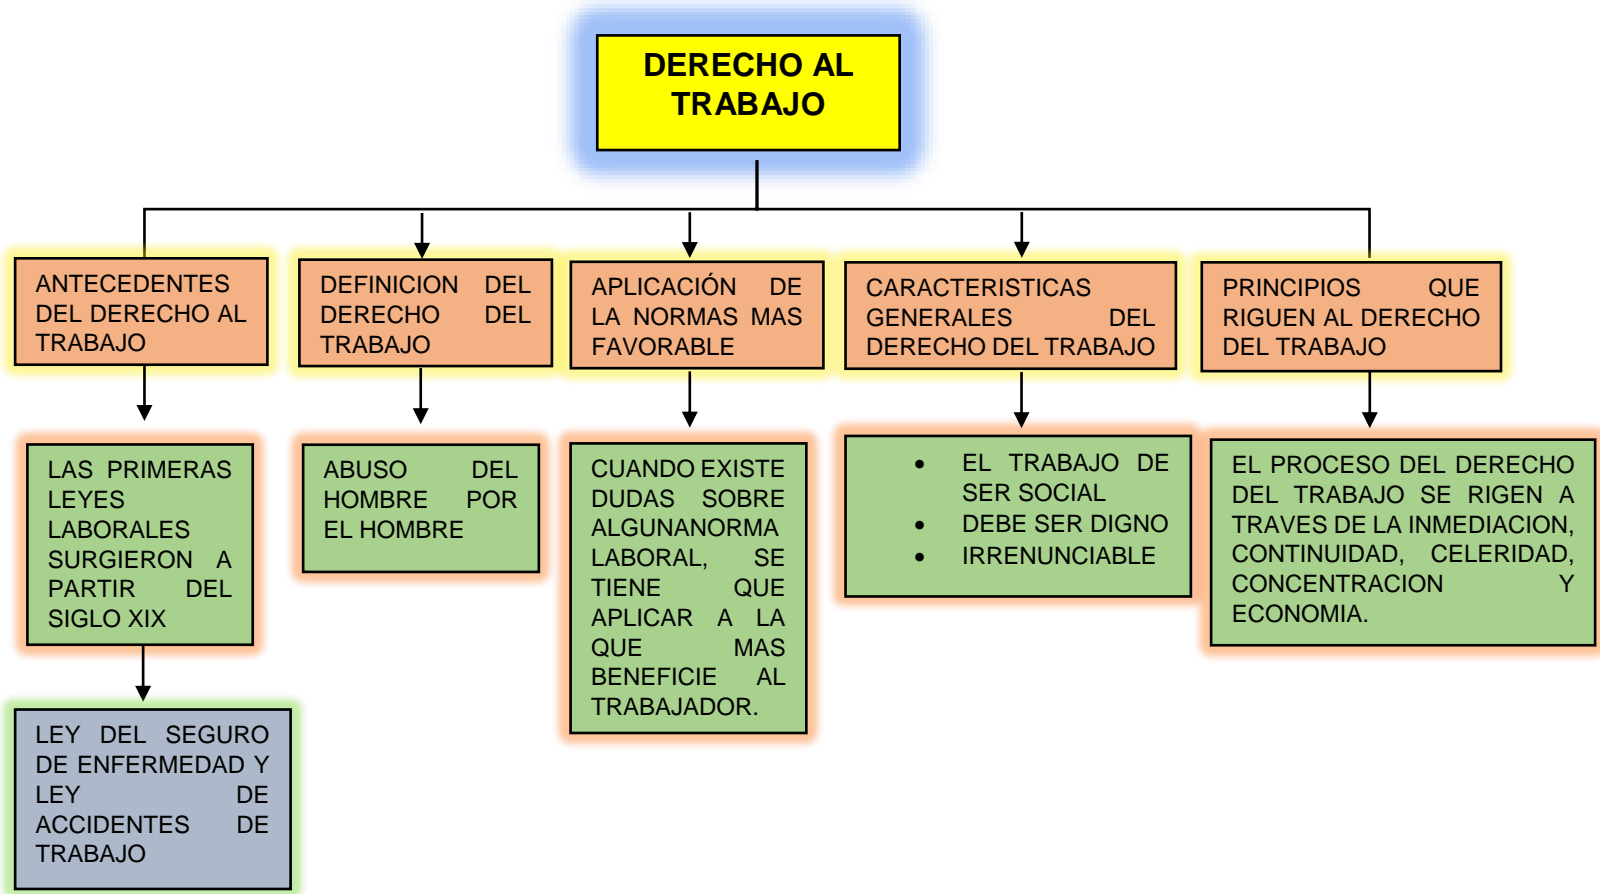 DERECHO AL
TRABAJO
ANTECEDENTES
DEL DERECHO AL
TRABAJO
DEFINICION DEL
DERECHO DEL
TRABAJO
APLICACIÓN DE
LA NORMAS MAS
FAVORABLE
CARACTERISTICAS
GENERALES DEL
DERECHO DEL TRABAJO
PRINCIPIOS QUE
RIGUEN AL DERECHO
DEL TRABAJO
LAS PRIMERAS
LEYES
LABORALES
SURGIERON A
PARTIR DEL
SIGLO XIX
ABUSO DEL
HOMBRE POR
EL HOMBRE
CUANDO EXISTE
DUDAS SOBRE
ALGUNANORMA
LABORAL, SE
TIENE QUE
APLICAR A LA
QUE MAS
BENEFICIE AL
TRABAJADOR.
• EL TRABAJO DE
SER SOCIAL
• DEBE SER DIGNO
• IRRENUNCIABLE
EL PROCESO DEL DERECHO
DEL TRABAJO SE RIGEN A
TRAVES DE LA INMEDIACION,
CONTINUIDAD, CELERIDAD,
CONCENTRACION Y
ECONOMIA.
LEY DEL SEGURO
DE ENFERMEDAD Y
LEY DE
ACCIDENTES DE
TRABAJO